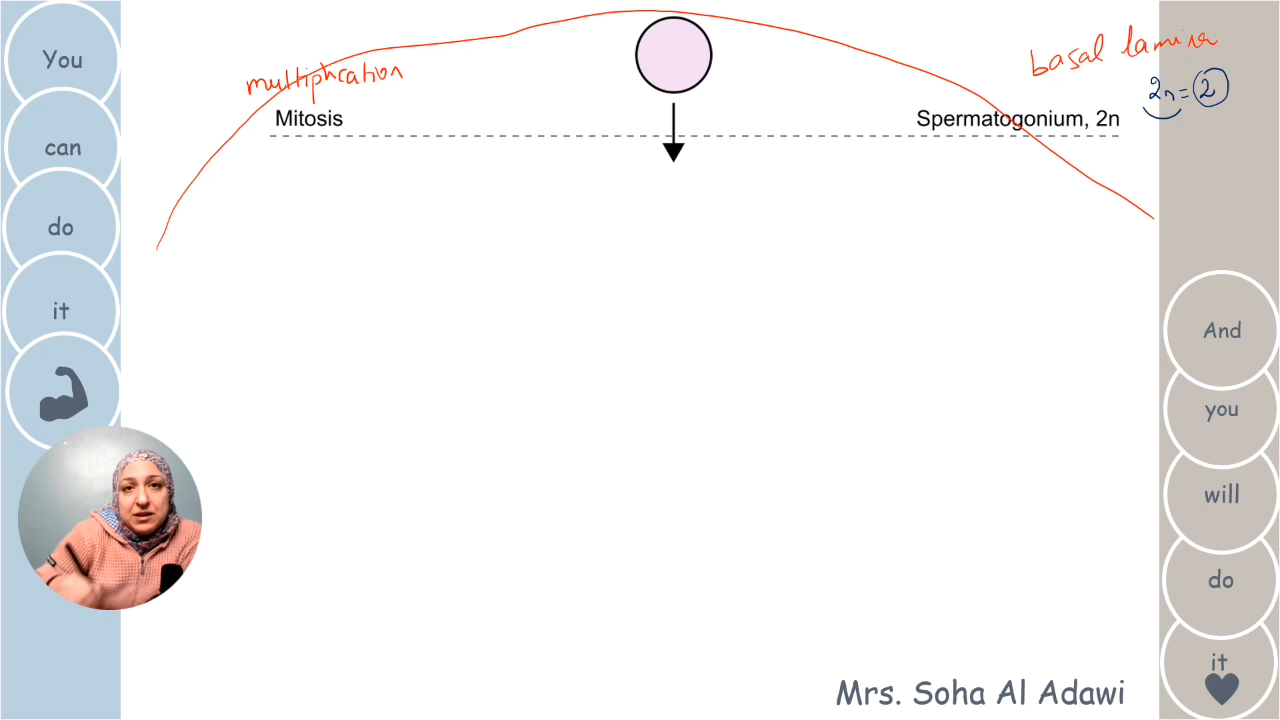 You
can
do
it
multiplication
Mitosis
Spermatogonium, 2n
basal lamina
2n = 2
And
you
will
do
it
Mrs. Soha Al Adawi